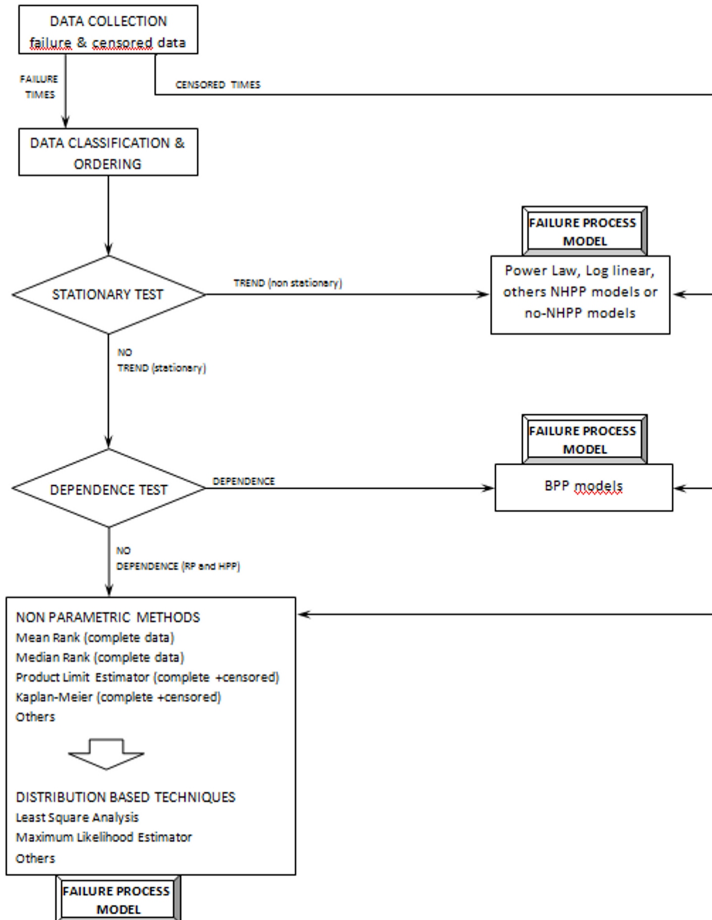 DATA COLLECTION
failure & censored data
FAILURE
TIMES
CENSORED TIMES
DATA CLASSIFICATION &
ORDERING
FAILURE PROCESS
MODEL
STATIONARY TEST
TREND (non stationary)
Power Law, Log linear,
others NHPP models or
no-NHPP models
NO
TREND (stationary)
FAILURE PROCESS
MODEL
DEPENDENCE TEST
DEPENDENCE
BPP models
NO
DEPENDENCE (RP and HPP)
NON PARAMETRIC METHODS
Mean Rank (complete data)
Median Rank (complete data)
Product Limit Estimator (complete +censored)
Kaplan-Meier (complete +censored)
Others
DISTRIBUTION BASED TECHNIQUES
Least Square Analysis
Maximum Likelihood Estimator
Others
FAILURE PROCESS
MODEL